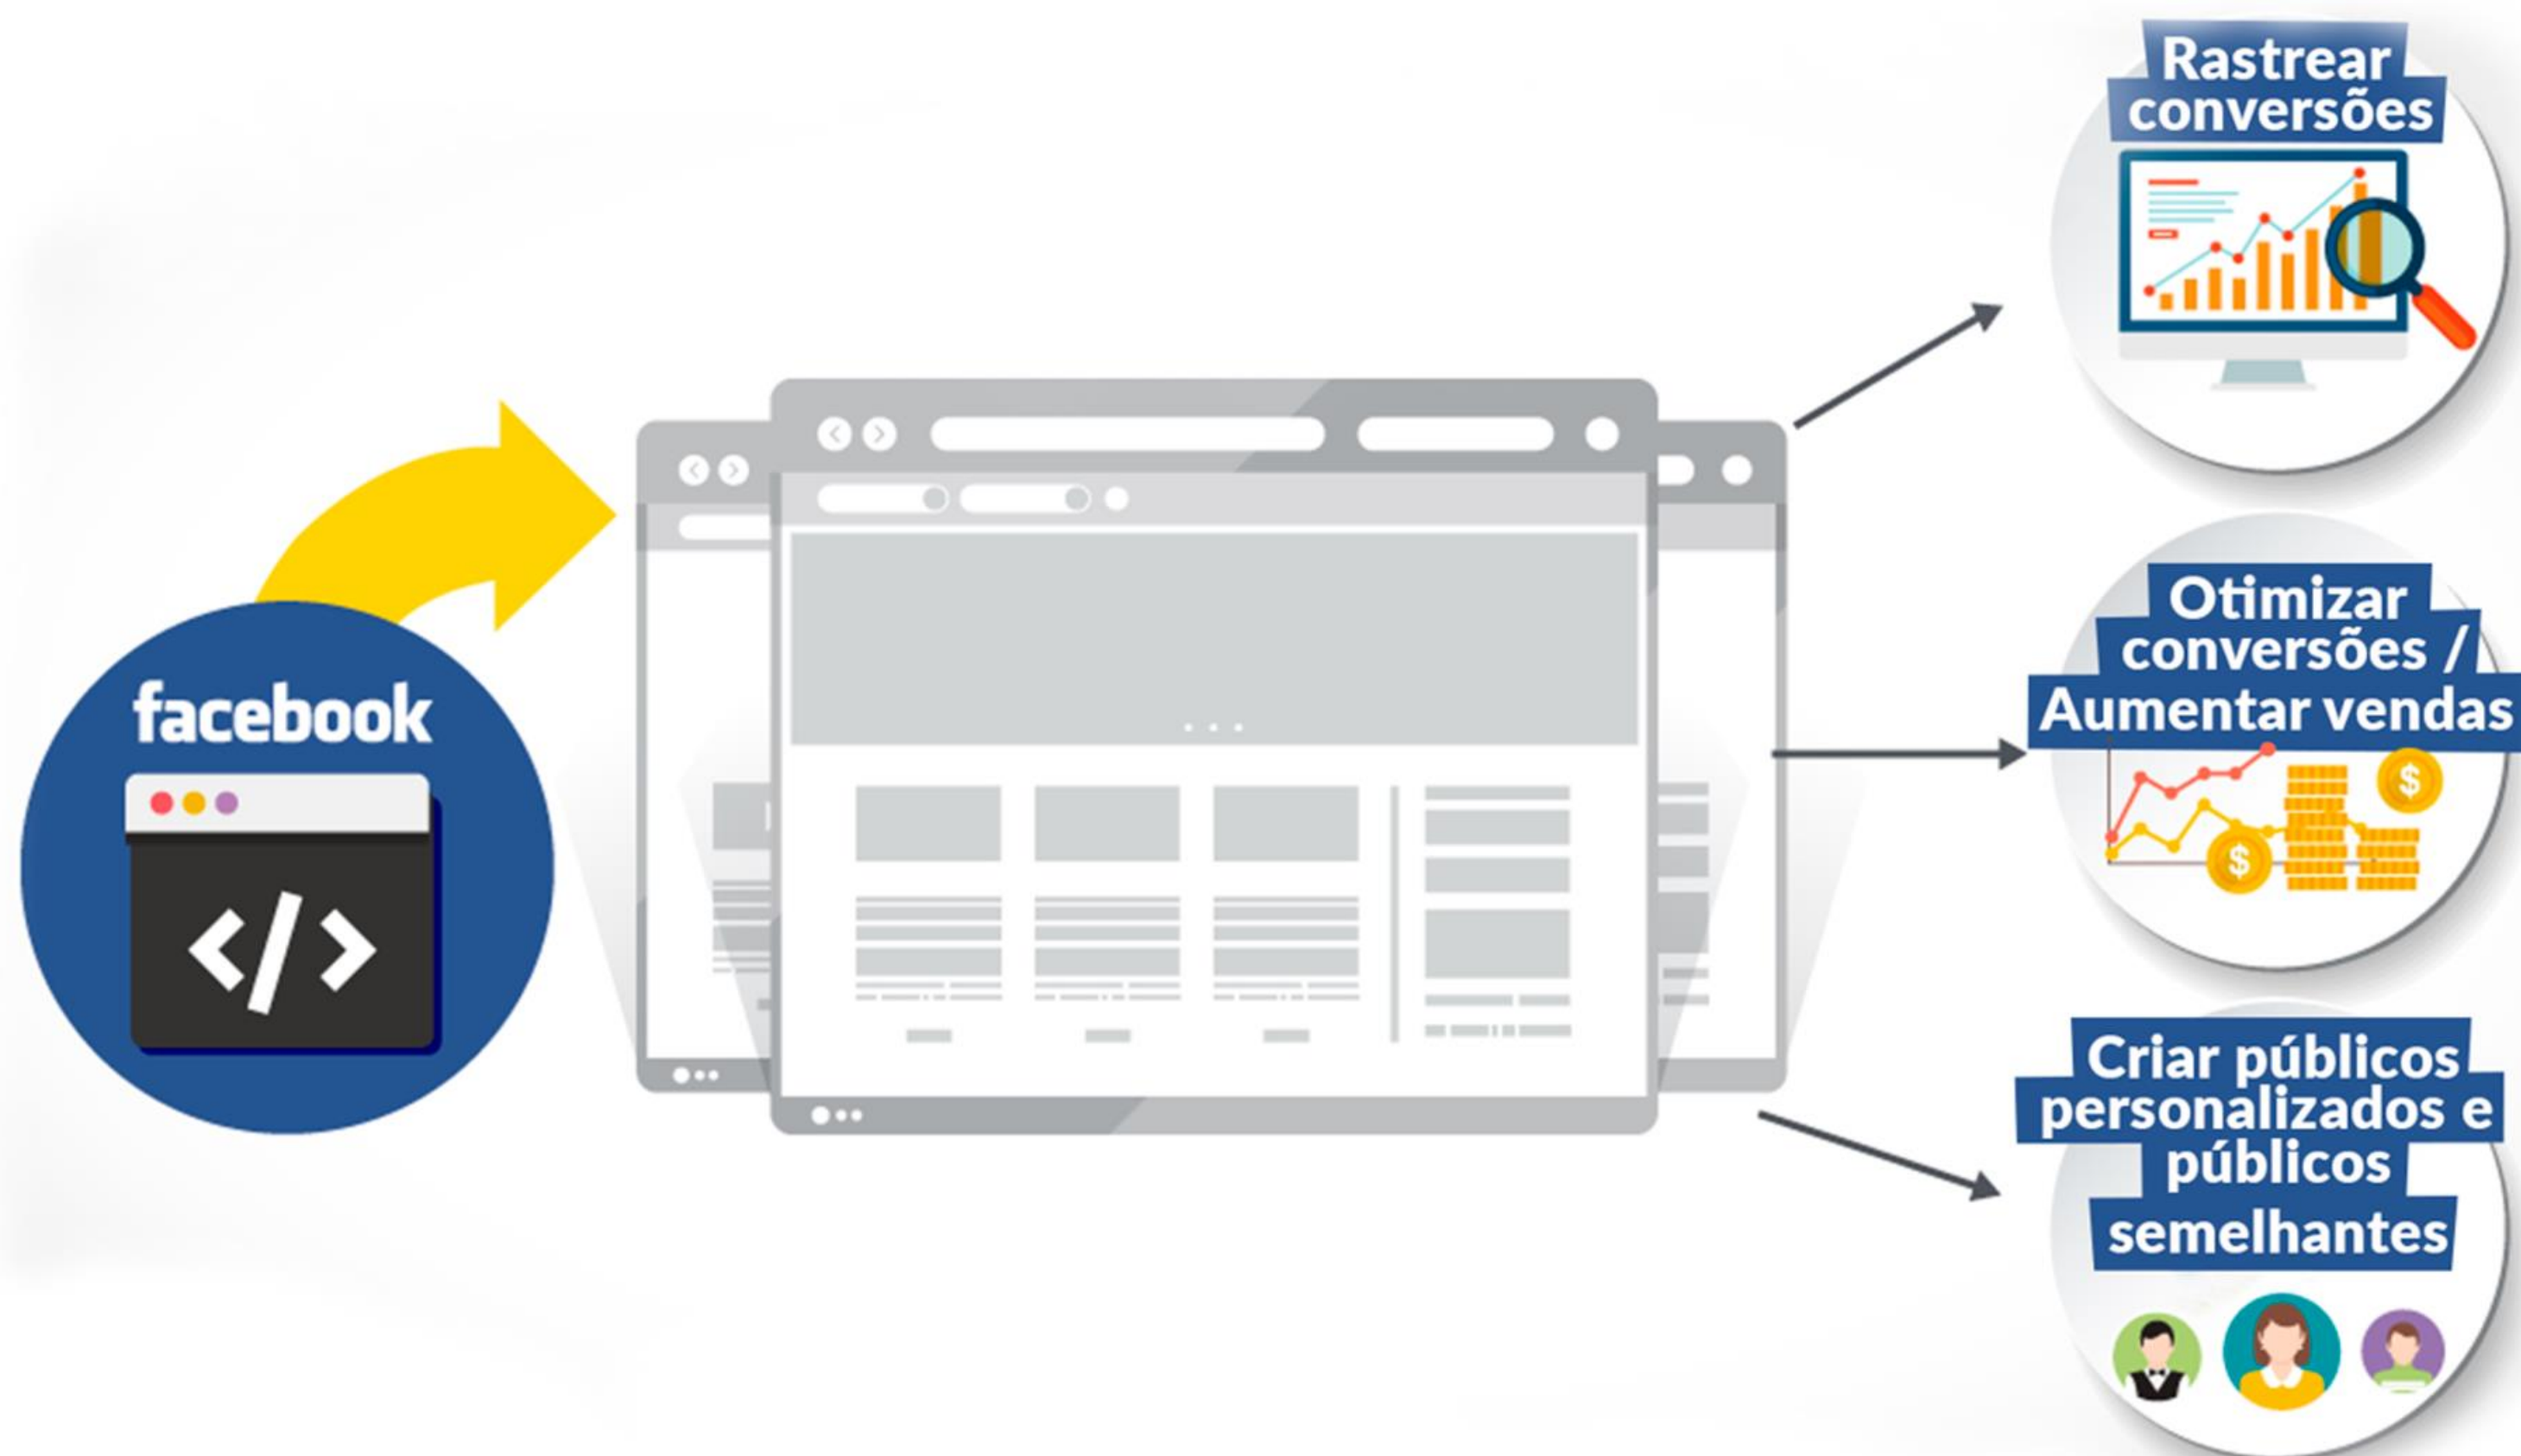 facebook
</>
Rastrear
conversões
Otimizar
conversões /
Aumentar vendas
$
$
Criar públicos
personalizados e
públicos
semelhantes